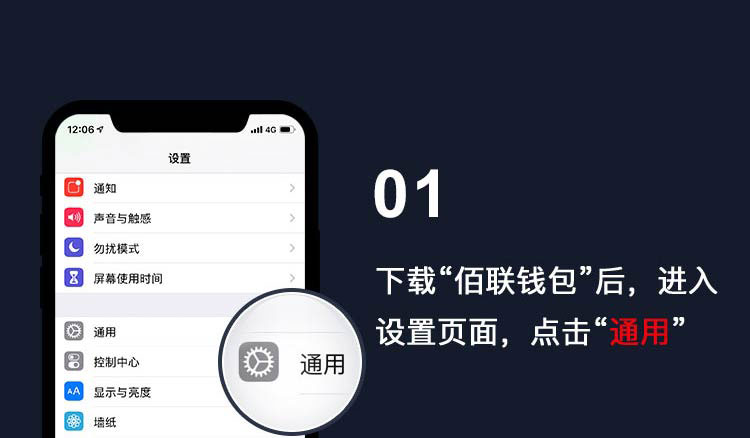 12:06
4G
设置
通知
声音与触感
勿扰模式
屏幕使用时间
通用
控制中心
AA
显示与亮度
墙纸
通用
01
下载“佰联钱包”后，进入
设置页面，点击“通用”